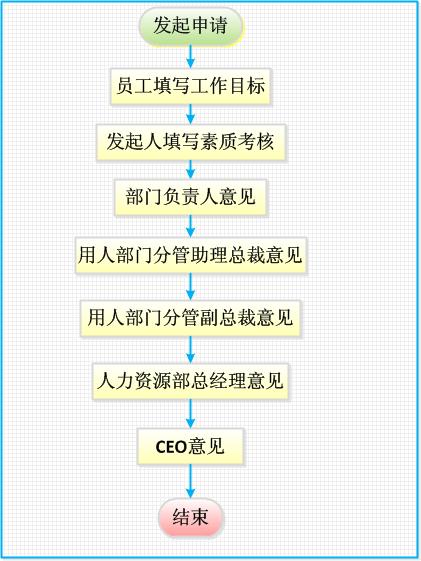 发起申请
员工填写工作目标
发起人填写素质考核
部门负责人意见
用人部门分管助理总裁意见
用人部门分管副总裁意见
人力资源部总经理意见
CEO意见
结束